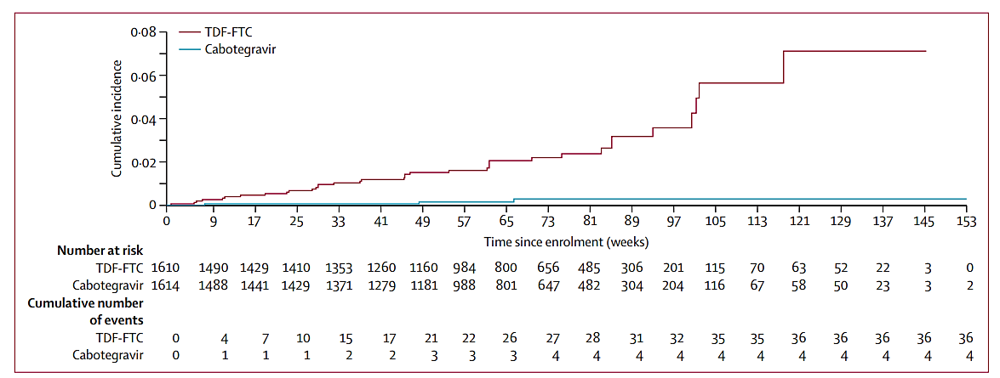 0·08
TDF-FTC
Cabotegravir
0·06
0·04
0·02
0
Cumulative incidence
0 9 17 25 33 41 49 57 65 73 81 89 97 105 113 121 129 137 145 153
Time since enrolment (weeks)
Number at risk
TDF-FTC 1610 1490 1429 1410 1353 1260 1160 984 800 656 485 306 201 115 70 63 52 22 3 0
Cabotegravir 1614 1488 1441 1429 1371 1279 1181 988 801 647 482 304 204 116 67 58 50 23 3 2
Cumulative number
of events
TDF-FTC 0 4 7 10 15 17 21 22 26 27 28 31 32 35 35 36 36 36 36 36
Cabotegravir 0 1 1 1 2 2 3 3 3 4 4 4 4 4 4 4 4 4 4 4